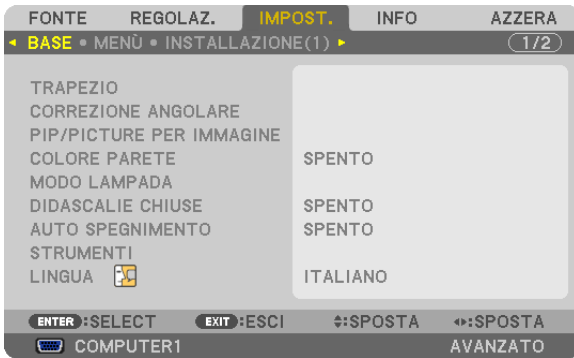 FONTE REGOLAZ. IMPOST. INFO AZZERA
BASE • MENÙ • INSTALLAZIONE(1) 1/2
TRAPEZIO
CORREZIONE ANGOLARE
PIP/PICTURE PER IMMAGINE
COLORE PARETE SPENTO
MODO LAMPADA
DIDASCALIE CHIUSE SPENTO
AUTO SPEGNIMENTO SPENTO
STRUMENTI
LINGUA ITALIANO
ENTER :SELECT EXIT :ESCI :SPOSTA :SPOSTA
COMPUTER1 AVANZATO